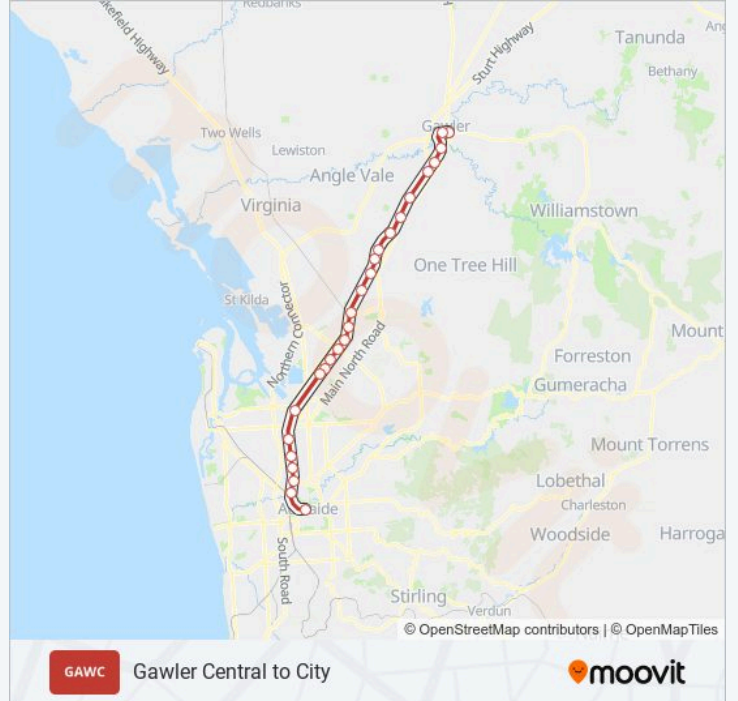 Redbanks
akefield Highway
Sturt Highway
Tanunda
Bethany
Gawler
Two Wells
Lewiston
Angle Vale
Virginia
Williamstown
One Tree Hill
St Kilda
Northern Connector
Main North Road
Mount
Forreston
Gumeracha
Mount Torrens
Lobethal
Charleston
Adelaide
Woodside
Harroga
South Road
Stirling
Verdun
© OpenStreetMap contributors | © OpenMapTiles
GAWC
Gawler Central to City
moovit